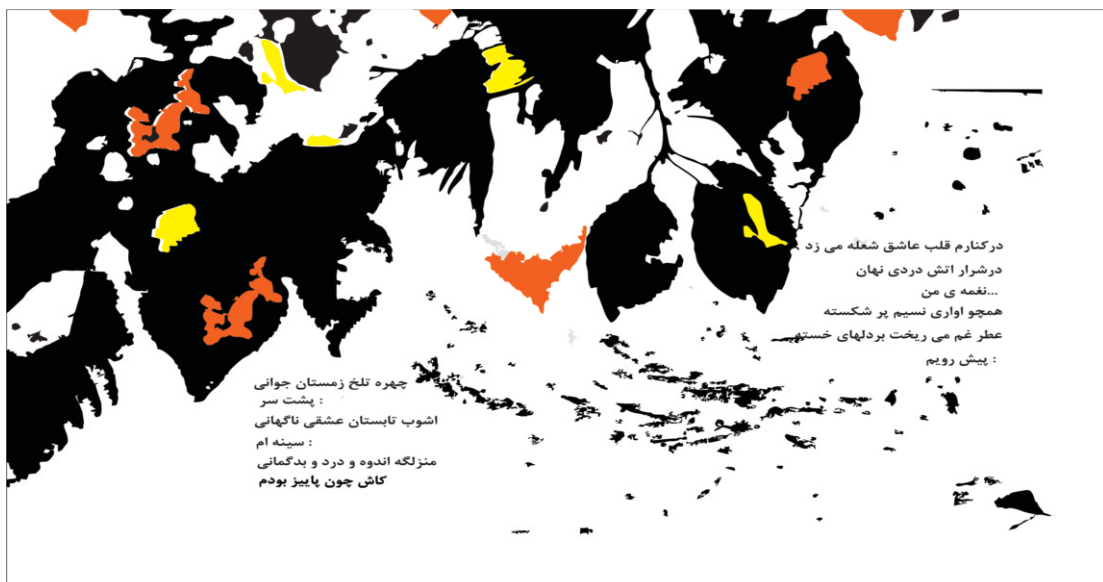 درکنارم قلب عاشق شعله می زد
درشرار اتش دردی نهان
...نغمه ی من
همچو اواری نسیم پر شکسته
عطر غم می ریخت بردلهای خسته
: پیش رویم
چهره تلخ زمستان جوانی
: پشت سر
اشوب تابستان عشقی ناگهانی
: سینه ام
منزلگه اندوه و درد و بدگمانی
کاش چون پاییز بودم